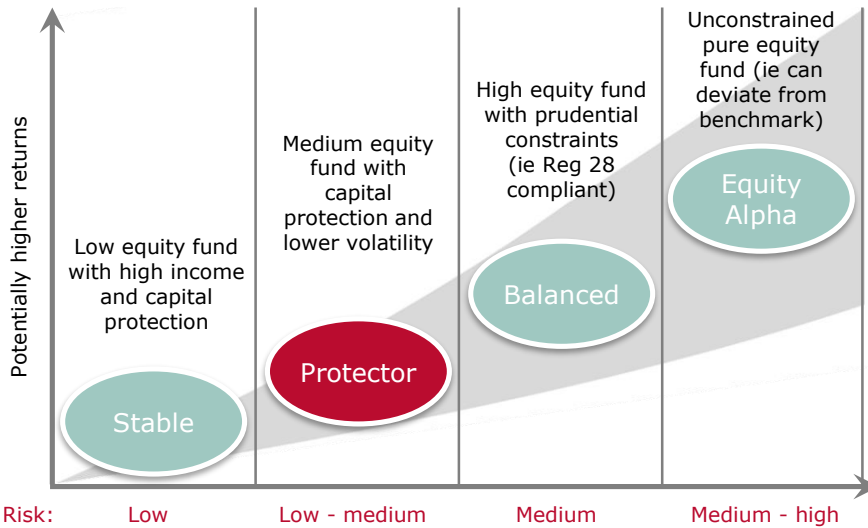 Potentially higher returns
Low equity fund
with high income
and capital
protection
Stable
Medium equity
fund with
capital
protection and
lower volatility
Protector
High equity fund
with prudential
constraints
(ie Reg 28
compliant)
Balanced
Unconstrained
pure equity
fund (ie can
deviate from
benchmark)
Equity
Alpha
Risk: Low Low - medium Medium Medium - high